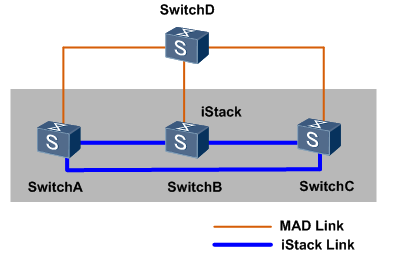 SwitchD
S
iStack
S
S
S
SwitchA
SwitchB
SwitchC
MAD Link
iStack Link